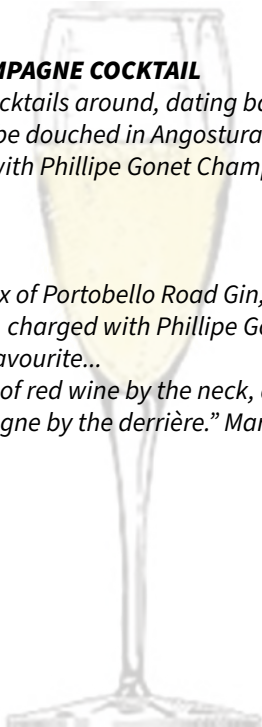 MPAGNE COCKTAIL
cktails around, dating ba
be douched in Angostura
with Phillipe Gonet Champ
x of Portobello Road Gin,
charged with Phillipe Go
avourite...
of red wine by the neck,
gne by the derrière.” Mar